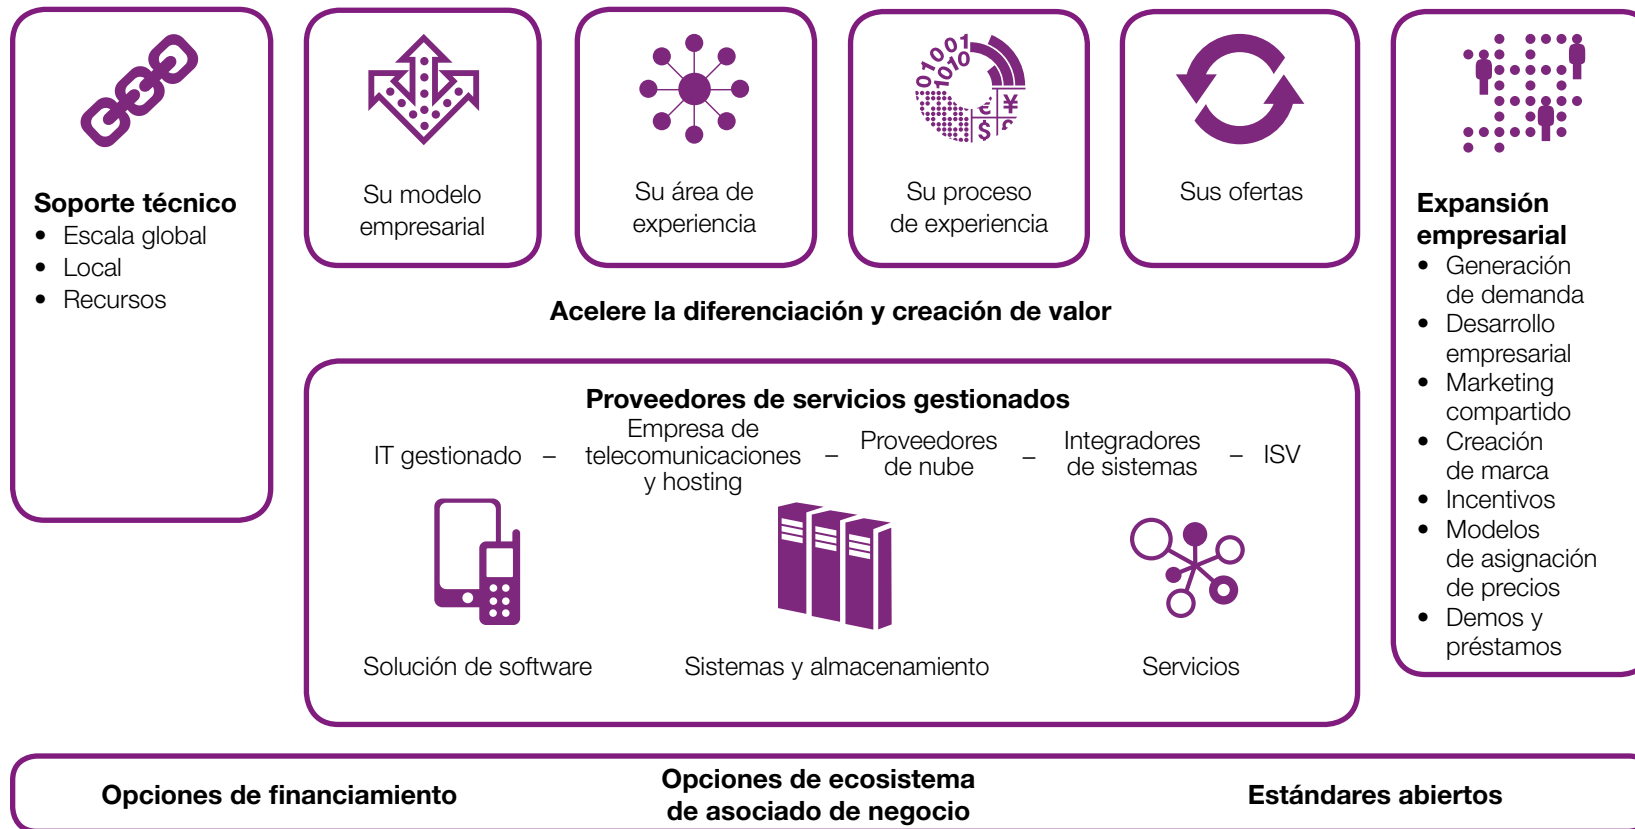 Soporte técnico
• Escala global
• Local
• Recursos
Su modelo
empresarial
Su área de
experiencia
01001
1010
€ ¥
$
Su proceso
de experiencia
Sus ofertas
Acelere la diferenciación y creación de valor
Proveedores de servicios gestionados
IT gestionado –
Empresa de
telecomunicaciones
y hosting
–
Proveedores
de nube
–
Integradores
de sistemas
– ISV
Solución de software
Sistemas y almacenamiento
Servicios
Expansión
empresarial
• Generación
de demanda
• Desarrollo
empresarial
• Marketing
compartido
• Creación
de marca
• Incentivos
• Modelos
de asignación
de precios
• Demos y
préstamos
Opciones de financiamiento
Opciones de ecosistema
de asociado de negocio
Estándares abiertos